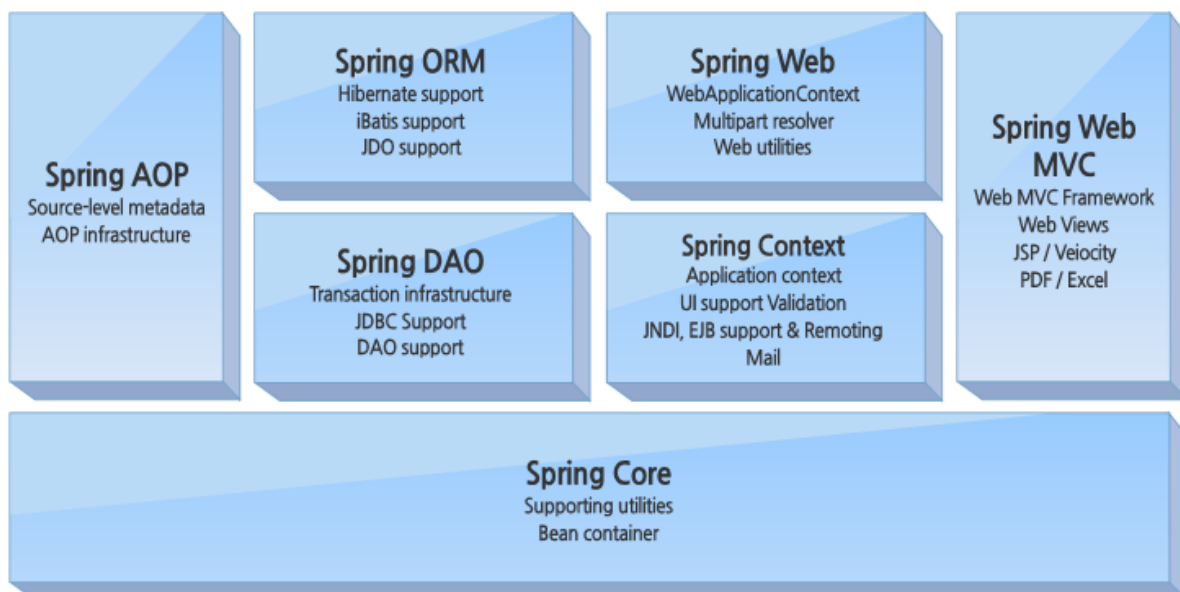 Spring AOP
Source-level metadata
AOP infrastructure
Spring ORM
Hibernate support
iBatis support
JDO support
Spring DAO
Transaction infrastructure
JDBC Support
DAO support
Spring Web
WebApplicationContext
Multipart resolver
Web utilities
Spring Context
Application context
UI support Validation
JNDI, EJB support & Remoting
Mail
Spring Web
MVC
Web MVC Framework
Web Views
JSP / Veiocity
PDF / Excel
Spring Core
Supporting utilities
Bean container